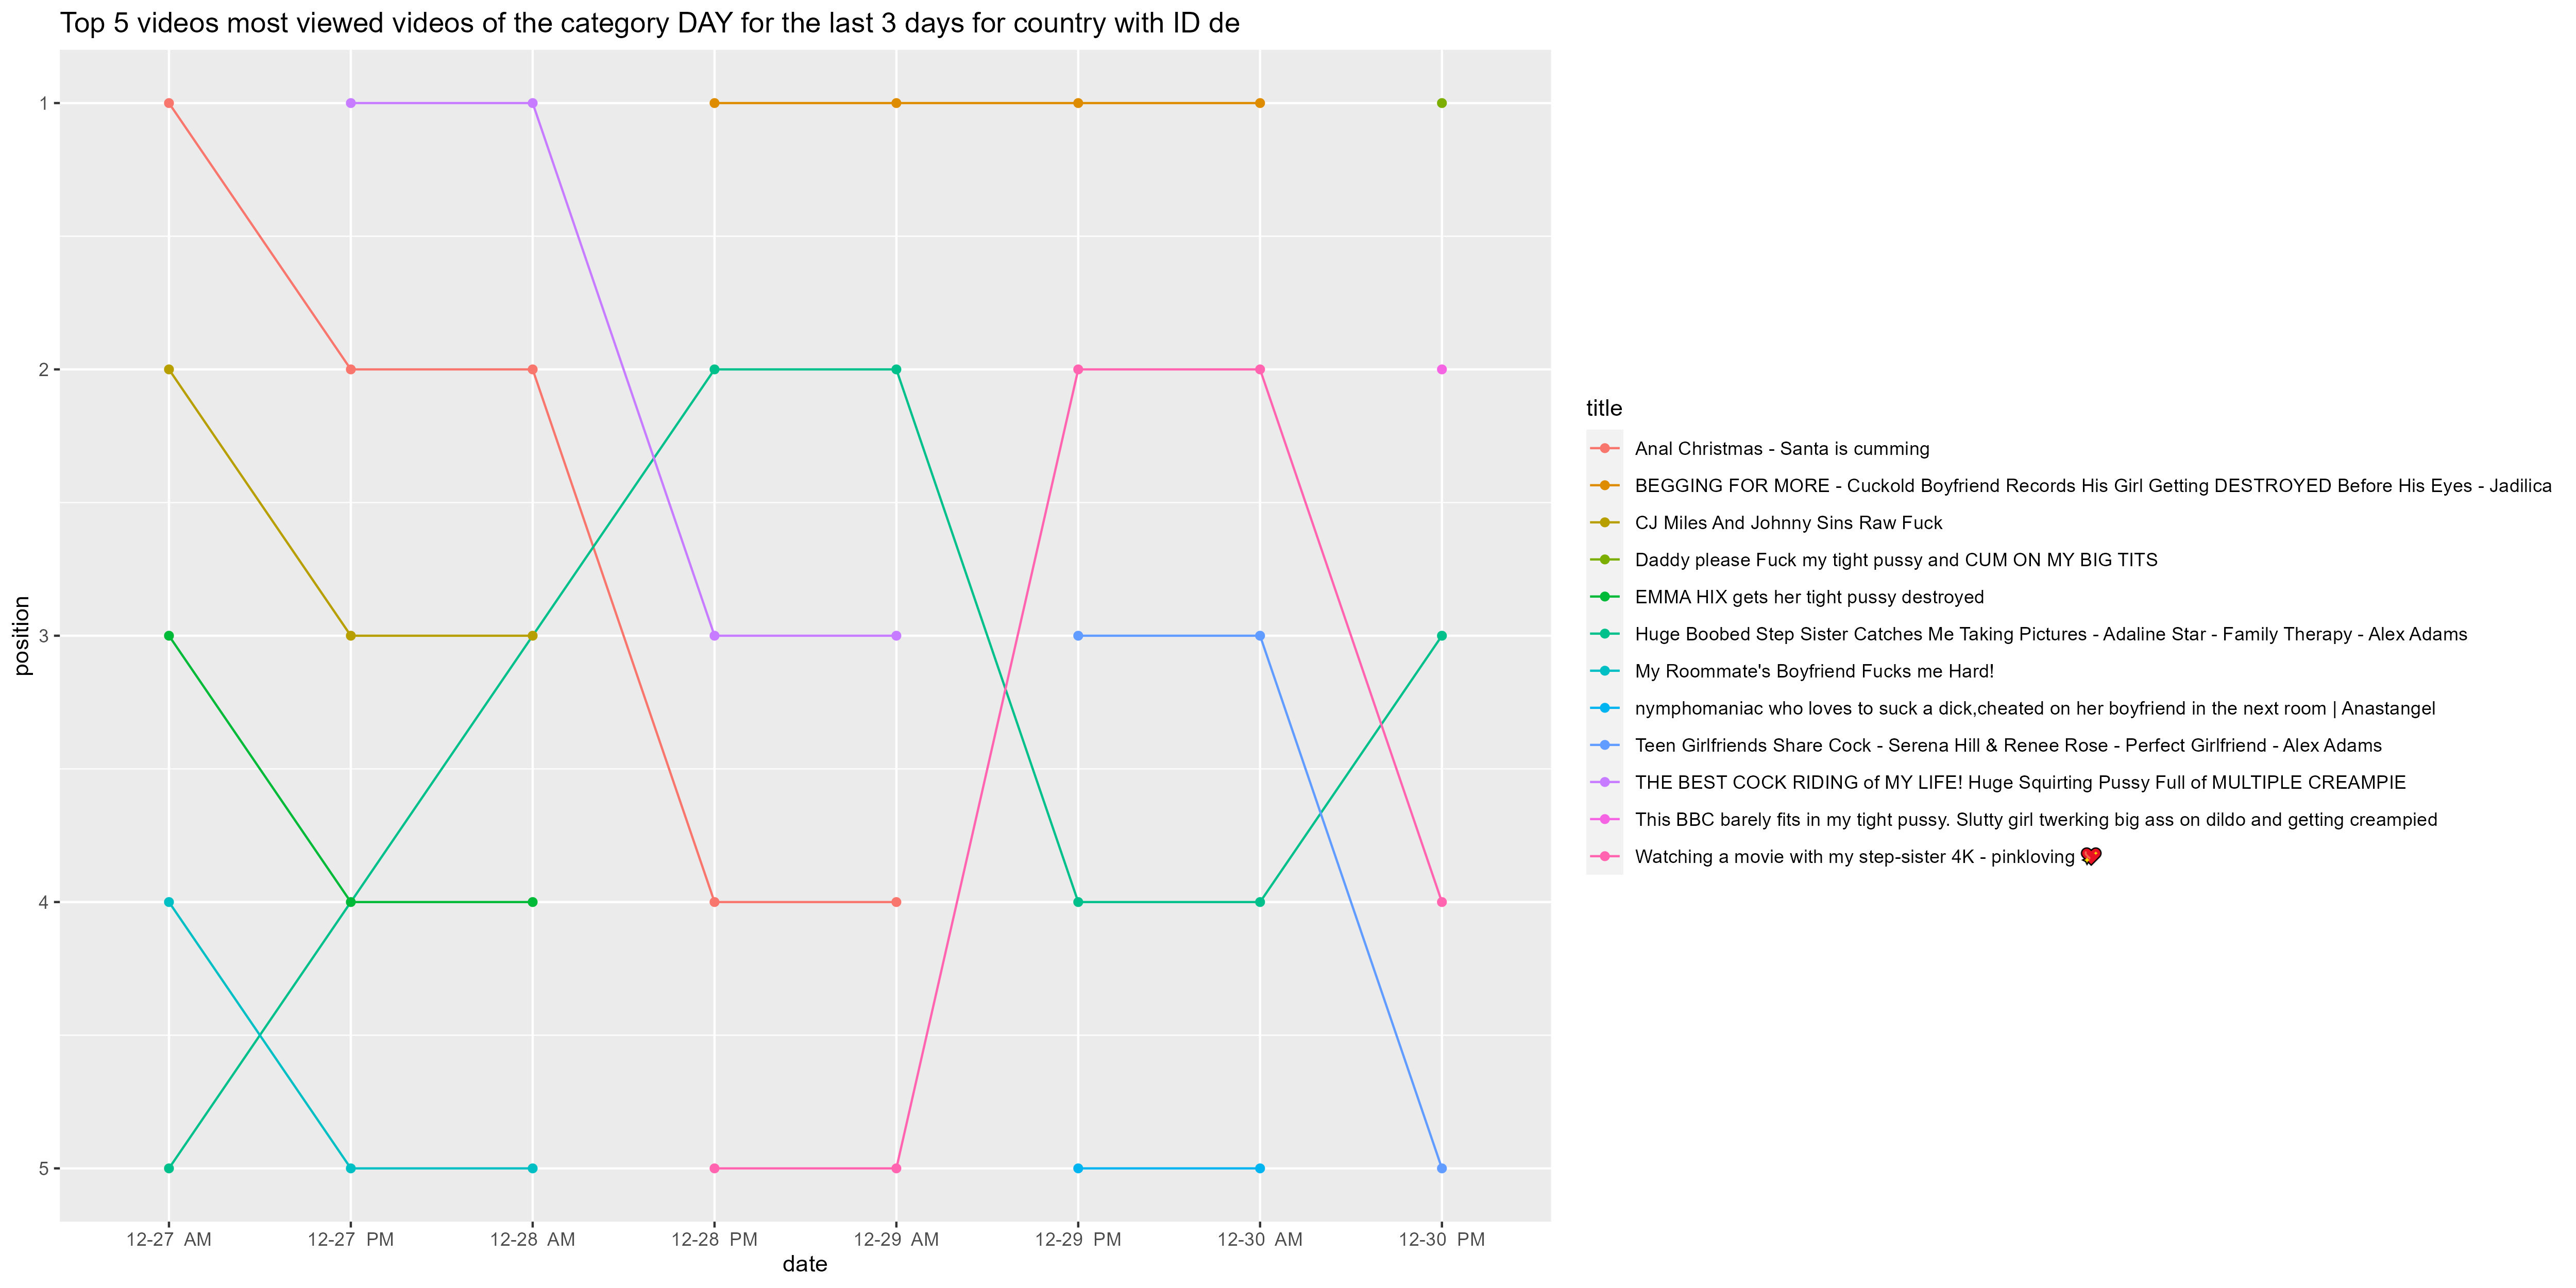 Top 5 videos most viewed videos of the category DAY for the last 3 days for country with ID de
position
1
2
3
4
5
12-27 AM
12-27 PM
12-28 AM
12-28 PM
12-29 AM
12-29 PM
12-30 AM
12-30 PM
date
title
Anal Christmas - Santa is cumming
BEGGING FOR MORE - Cuckold Boyfriend Records His Girl Getting DESTROYED Before His Eyes - Jadilica
CJ Miles And Johnny Sins Raw Fuck
Daddy please Fuck my tight pussy and CUM ON MY BIG TITS
EMMA HIX gets her tight pussy destroyed
Huge Boobed Step Sister Catches Me Taking Pictures - Adaline Star - Family Therapy - Alex Adams
My Roommate's Boyfriend Fucks me Hard!
nymphomaniac who loves to suck a dick,cheated on her boyfriend in the next room | Anastangel
Teen Girlfriends Share Cock - Serena Hill & Renee Rose - Perfect Girlfriend - Alex Adams
THE BEST COCK RIDING of MY LIFE! Huge Squirting Pussy Full of MULTIPLE CREAMPIE
This BBC barely fits in my tight pussy. Slutty girl twerking big ass on dildo and getting creampied
Watching a movie with my step-sister 4K - pinkloving 💖